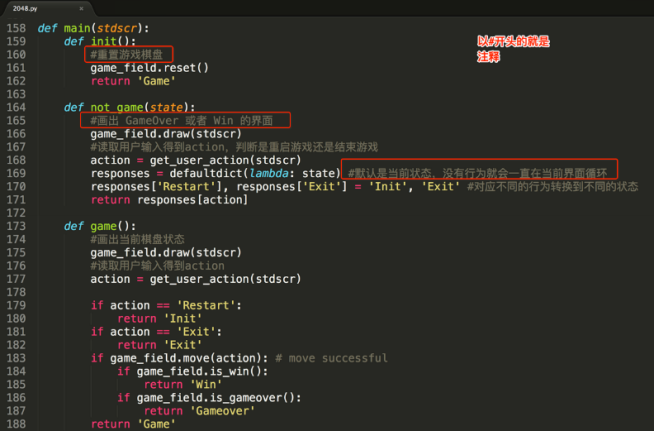 2048.py
158 def main(stdscr):
159     def init():
160         #重置游戏棋盘
161         game_field.reset()
162         return 'Game'
163
164     def not_game(state):
165         #画出 GameOver 或者 Win 的界面
166         game_field.draw(stdscr)
167         #读取用户输入得到action，判断是重启游戏还是结束游戏
168         action = get_user_action(stdscr)
169         responses = defaultdict(lambda: state) #默认是当前状态，没有行为就会一直在当前界面循环
170         responses['Restart'], responses['Exit'] = 'Init', 'Exit' #对应不同的行为转换到不同的状态
171         return responses[action]
172
173     def game():
174         #画出当前棋盘状态
175         game_field.draw(stdscr)
176         #读取用户输入得到action
177         action = get_user_action(stdscr)
178
179         if action == 'Restart':
180             return 'Init'
181         if action == 'Exit':
182             return 'Exit'
183         if game_field.move(action): # move successful
184             if game_field.is_win():
185                 return 'Win'
186             if game_field.is_gameover():
187                 return 'Gameover'
188         return 'Game'
以#开头的就是
注释